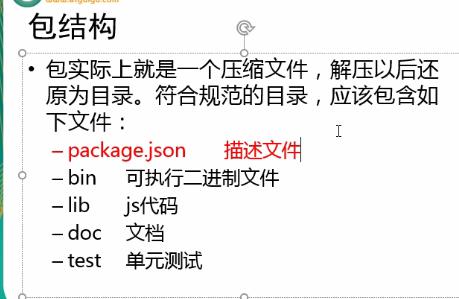 包结构
• 包实际上就是一个压缩文件，解压以后还
原为目录。符合规范的目录，应该包含如
下文件：
– package.json 描述文件
– bin 可执行二进制文件
– lib js代码
– doc 文档
– test 单元测试